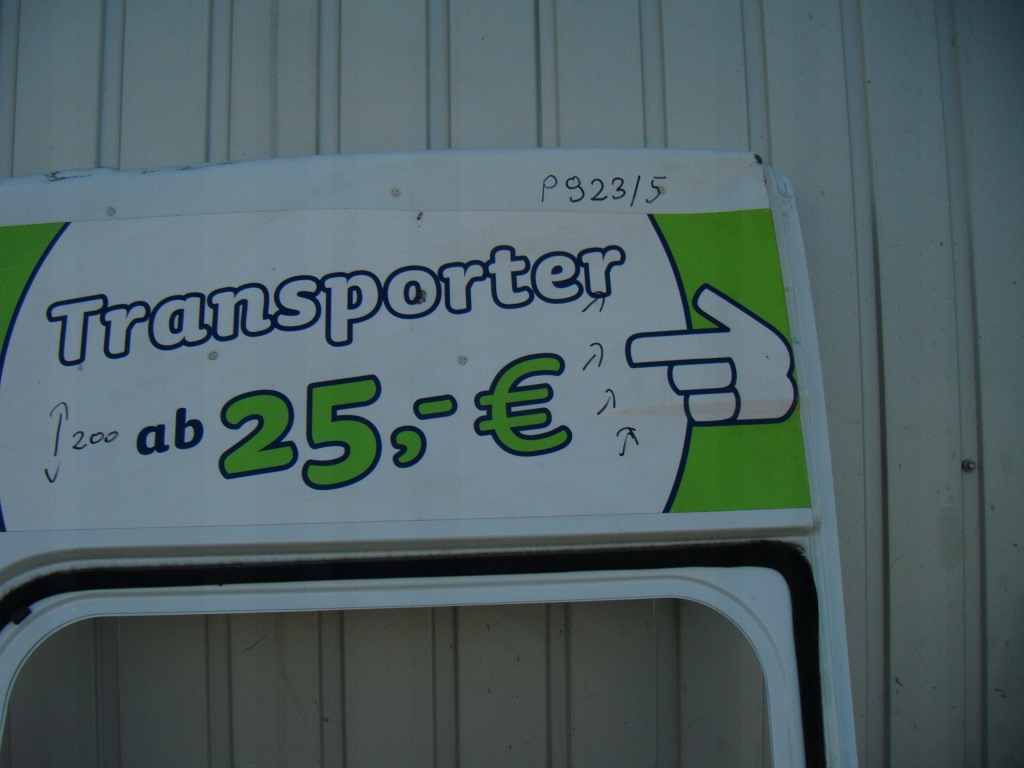 P923/5
Transporter
200 ab 25,-€